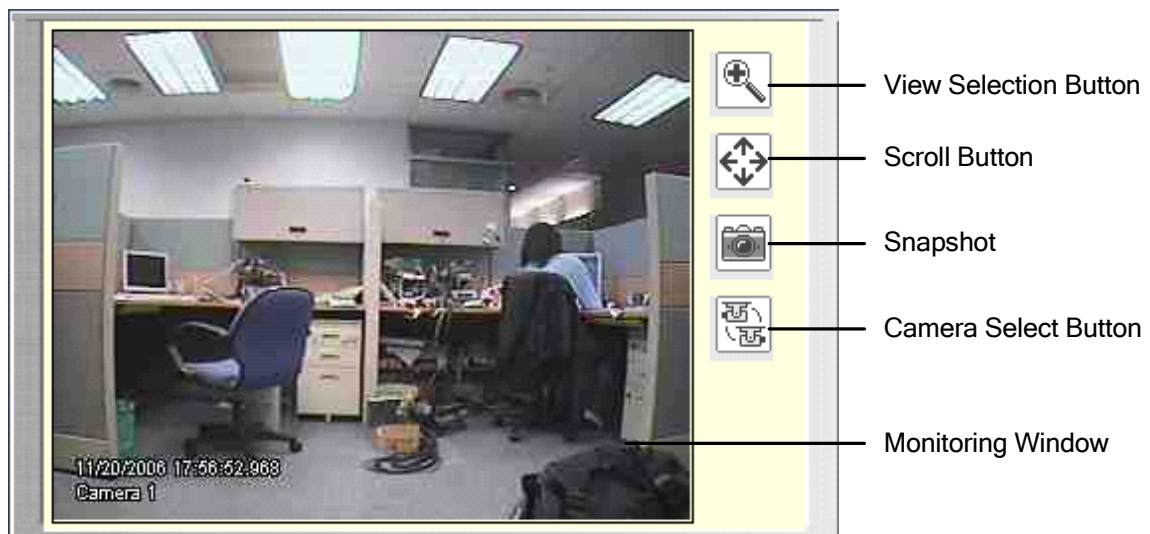 View Selection Button
Scroll Button
Snapshot
Camera Select Button
Monitoring Window
11/20/2006 17:56:52.968
Camera 1